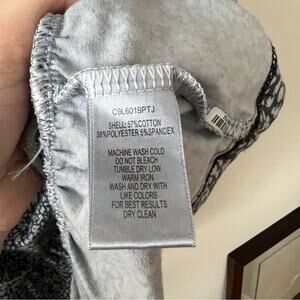 C9L6019PTJ
SHELL: 57%COTTON
38%POLYESTER 5%SPANDEX
MACHINE WASH COLD
DO NOT BLEACH
TUMBLE DRY LOW
WARM IRON
WASH AND DRY WITH
LIKE COLORS
FOR BEST RESULTS
DRY CLEAN